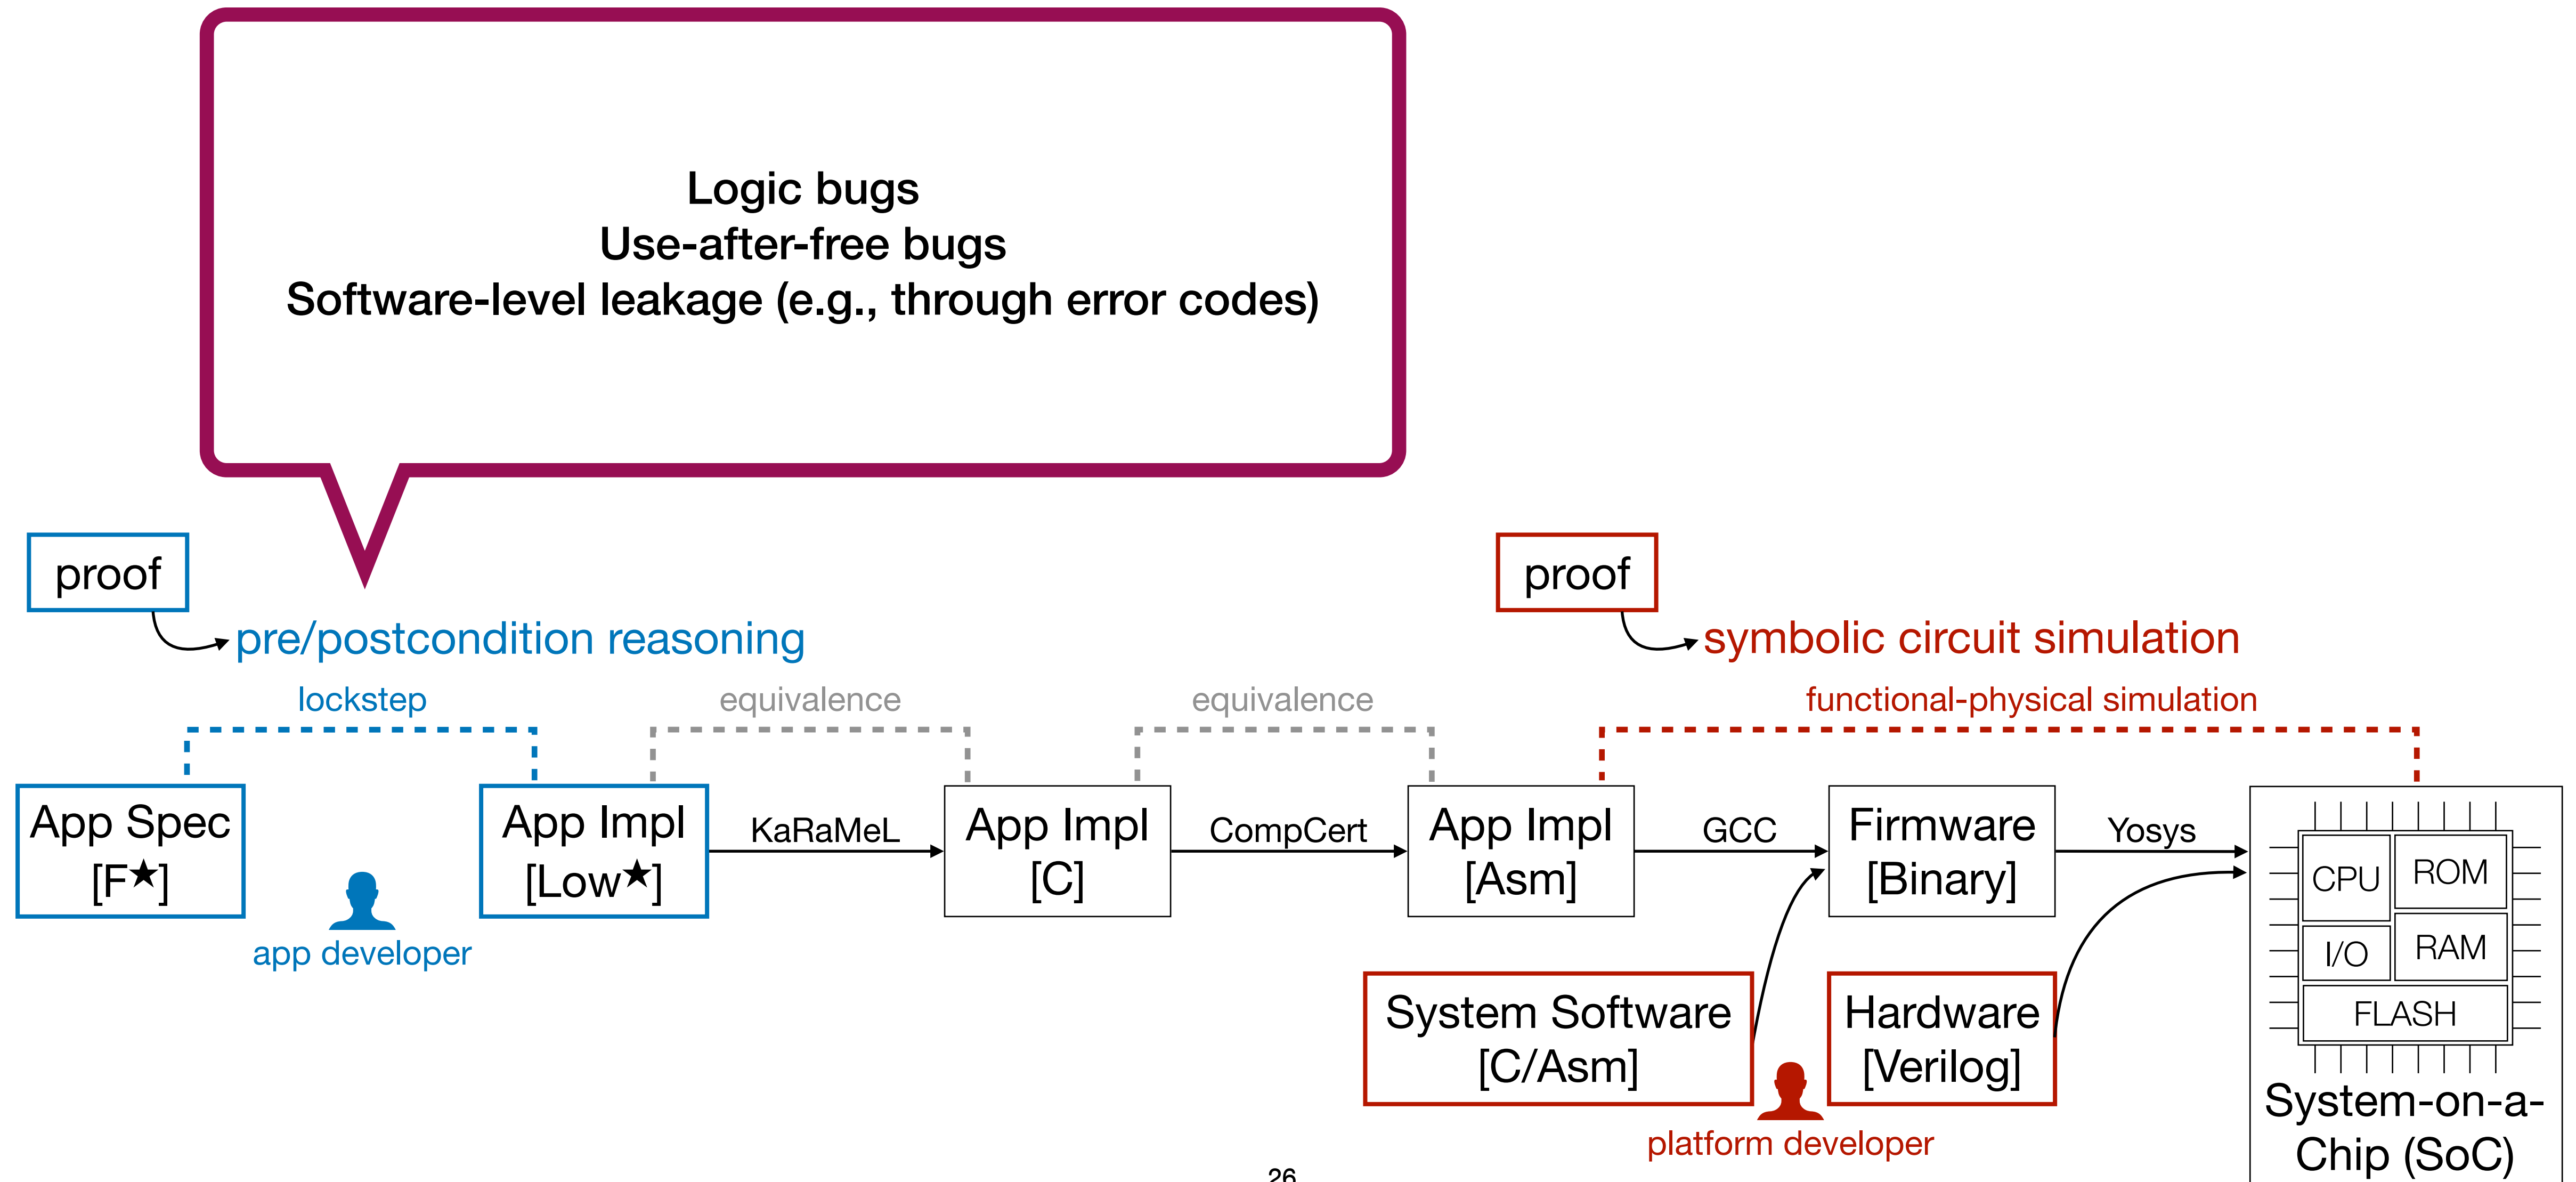 Logic bugs
Use-after-free bugs
Software-level leakage (e.g., through error codes)
proof
pre/postcondition reasoning
proof
symbolic circuit simulation
lockstep
equivalence
equivalence
functional-physical simulation
App Spec
[F★]
App Impl
[Low★]
KaRaMeL
App Impl
[C]
CompCert
App Impl
[Asm]
GCC
Firmware
[Binary]
Yosys
CPU
ROM
I/O
RAM
FLASH
System-on-a-
Chip (SoC)
app developer
System Software
[C/Asm]
Hardware
[Verilog]
platform developer
26